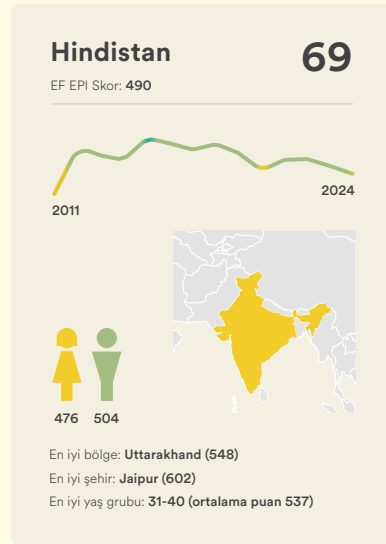 Hindistan 69
EF EPI Skor: 490
2024
2011
476 504
En iyi bölge: Uttarakhand (548)
En iyi şehir: Jaipur (602)
En iyi yaş grubu: 31-40 (ortalama puan 537)